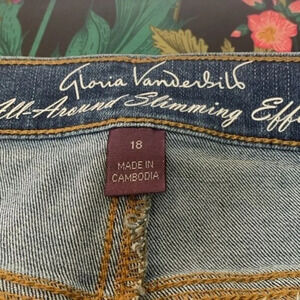 Gloria Vanderbilt
All-Around Slimming Effe
18
MADE IN
CAMBODIA